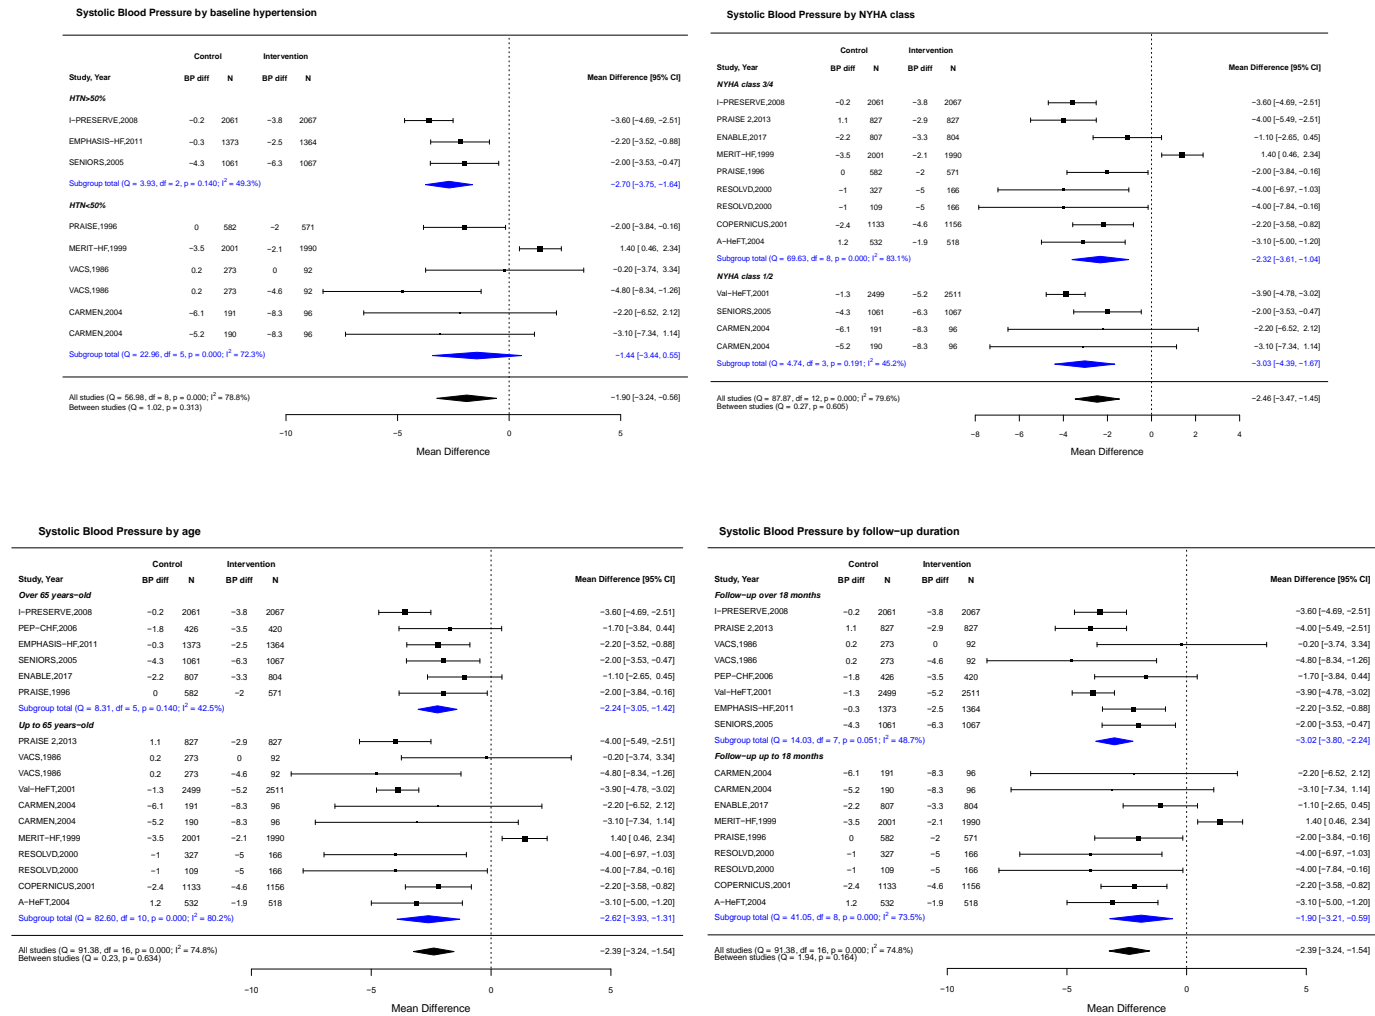 Systolic Blood Pressure by baseline hypertension
Control Intervention
Study, Year BP diff N BP diff N Mean Difference [95% CI]
HTN>50%
I−PRESERVE,2008 −0.2 2061 −3.8 2067 −3.60 [−4.69, −2.51]
EMPHASIS−HF,2011 −0.3 1373 −2.5 1364 −2.20 [−3.52, −0.88]
SENIORS,2005 −4.3 1061 −6.3 1067 −2.00 [−3.53, −0.47]
Subgroup total (Q = 3.93, df = 2, p = 0.140; I² = 49.3%) −2.70 [−3.75, −1.64]
HTN<50%
PRAISE,1996 0 582 −2 571 −2.00 [−3.84, −0.16]
MERIT−HF,1999 −3.5 2001 −2.1 1990 1.40 [ 0.46, 2.34]
VACS,1986 0.2 273 0 92 −0.20 [−3.74, 3.34]
VACS,1986 0.2 273 −4.6 92 −4.80 [−8.34, −1.26]
CARMEN,2004 −6.1 191 −8.3 96 −2.20 [−6.52, 2.12]
CARMEN,2004 −5.2 190 −8.3 96 −3.10 [−7.34, 1.14]
Subgroup total (Q = 22.96, df = 5, p = 0.000; I² = 72.3%) −1.44 [−3.44, 0.55]
All studies (Q = 56.98, df = 8, p = 0.000; I² = 78.8%) −1.90 [−3.24, −0.56]
Between studies (Q = 1.02, p = 0.313)
−10 −5 0 5
Mean Difference
Systolic Blood Pressure by NYHA class
Control Intervention
Study, Year BP diff N BP diff N Mean Difference [95% CI]
NYHA class 3/4
I−PRESERVE,2008 −0.2 2061 −3.8 2067 −3.60 [−4.69, −2.51]
PRAISE 2,2013 1.1 827 −2.9 827 −4.00 [−5.49, −2.51]
ENABLE,2017 −2.2 807 −3.3 804 −1.10 [−2.65, 0.45]
MERIT−HF,1999 −3.5 2001 −2.1 1990 1.40 [ 0.46, 2.34]
PRAISE,1996 0 582 −2 571 −2.00 [−3.84, −0.16]
RESOLVD,2000 −1 327 −5 166 −4.00 [−6.97, −1.03]
RESOLVD,2000 −1 109 −5 166 −4.00 [−7.84, −0.16]
COPERNICUS,2001 −2.4 1133 −4.6 1156 −2.20 [−3.58, −0.82]
A−HeFT,2004 1.2 532 −1.9 518 −3.10 [−5.00, −1.20]
Subgroup total (Q = 69.63, df = 8, p = 0.000; I² = 83.1%) −2.32 [−3.61, −1.04]
NYHA class 1/2
Val−HeFT,2001 −1.3 2499 −5.2 2511 −3.90 [−4.78, −3.02]
SENIORS,2005 −4.3 1061 −6.3 1067 −2.00 [−3.53, −0.47]
CARMEN,2004 −6.1 191 −8.3 96 −2.20 [−6.52, 2.12]
CARMEN,2004 −5.2 190 −8.3 96 −3.10 [−7.34, 1.14]
Subgroup total (Q = 4.74, df = 3, p = 0.191; I² = 45.2%) −3.03 [−4.39, −1.67]
All studies (Q = 87.87, df = 12, p = 0.000; I² = 79.6%) −2.46 [−3.47, −1.45]
Between studies (Q = 0.27, p = 0.605)
−8 −6 −4 −2 0 2 4
Mean Difference
Systolic Blood Pressure by age
Control Intervention
Study, Year BP diff N BP diff N Mean Difference [95% CI]
Over 65 years−old
I−PRESERVE,2008 −0.2 2061 −3.8 2067 −3.60 [−4.69, −2.51]
PEP−CHF,2006 −1.8 426 −3.5 420 −1.70 [−3.84, 0.44]
EMPHASIS−HF,2011 −0.3 1373 −2.5 1364 −2.20 [−3.52, −0.88]
SENIORS,2005 −4.3 1061 −6.3 1067 −2.00 [−3.53, −0.47]
ENABLE,2017 −2.2 807 −3.3 804 −1.10 [−2.65, 0.45]
PRAISE,1996 0 582 −2 571 −2.00 [−3.84, −0.16]
Subgroup total (Q = 8.31, df = 5, p = 0.140; I² = 42.5%) −2.24 [−3.05, −1.42]
Up to 65 years−old
PRAISE 2,2013 1.1 827 −2.9 827 −4.00 [−5.49, −2.51]
VACS,1986 0.2 273 0 92 −0.20 [−3.74, 3.34]
VACS,1986 0.2 273 −4.6 92 −4.80 [−8.34, −1.26]
Val−HeFT,2001 −1.3 2499 −5.2 2511 −3.90 [−4.78, −3.02]
CARMEN,2004 −6.1 191 −8.3 96 −2.20 [−6.52, 2.12]
CARMEN,2004 −5.2 190 −8.3 96 −3.10 [−7.34, 1.14]
MERIT−HF,1999 −3.5 2001 −2.1 1990 1.40 [ 0.46, 2.34]
RESOLVD,2000 −1 327 −5 166 −4.00 [−6.97, −1.03]
RESOLVD,2000 −1 109 −5 166 −4.00 [−7.84, −0.16]
COPERNICUS,2001 −2.4 1133 −4.6 1156 −2.20 [−3.58, −0.82]
A−HeFT,2004 1.2 532 −1.9 518 −3.10 [−5.00, −1.20]
Subgroup total (Q = 82.60, df = 10, p = 0.000; I² = 80.2%) −2.62 [−3.93, −1.31]
All studies (Q = 91.38, df = 16, p = 0.000; I² = 74.8%) −2.39 [−3.24, −1.54]
Between studies (Q = 0.23, p = 0.634)
−10 −5 0 5
Mean Difference
Systolic Blood Pressure by follow−up duration
Control Intervention
Study, Year BP diff N BP diff N Mean Difference [95% CI]
Follow−up over 18 months
I−PRESERVE,2008 −0.2 2061 −3.8 2067 −3.60 [−4.69, −2.51]
PRAISE 2,2013 1.1 827 −2.9 827 −4.00 [−5.49, −2.51]
VACS,1986 0.2 273 0 92 −0.20 [−3.74, 3.34]
VACS,1986 0.2 273 −4.6 92 −4.80 [−8.34, −1.26]
PEP−CHF,2006 −1.8 426 −3.5 420 −1.70 [−3.84, 0.44]
Val−HeFT,2001 −1.3 2499 −5.2 2511 −3.90 [−4.78, −3.02]
EMPHASIS−HF,2011 −0.3 1373 −2.5 1364 −2.20 [−3.52, −0.88]
SENIORS,2005 −4.3 1061 −6.3 1067 −2.00 [−3.53, −0.47]
Subgroup total (Q = 14.03, df = 7, p = 0.051; I² = 48.7%) −3.02 [−3.80, −2.24]
Follow−up up to 18 months
CARMEN,2004 −6.1 191 −8.3 96 −2.20 [−6.52, 2.12]
CARMEN,2004 −5.2 190 −8.3 96 −3.10 [−7.34, 1.14]
ENABLE,2017 −2.2 807 −3.3 804 −1.10 [−2.65, 0.45]
MERIT−HF,1999 −3.5 2001 −2.1 1990 1.40 [ 0.46, 2.34]
PRAISE,1996 0 582 −2 571 −2.00 [−3.84, −0.16]
RESOLVD,2000 −1 327 −5 166 −4.00 [−6.97, −1.03]
RESOLVD,2000 −1 109 −5 166 −4.00 [−7.84, −0.16]
COPERNICUS,2001 −2.4 1133 −4.6 1156 −2.20 [−3.58, −0.82]
A−HeFT,2004 1.2 532 −1.9 518 −3.10 [−5.00, −1.20]
Subgroup total (Q = 41.05, df = 8, p = 0.000; I² = 73.5%) −1.90 [−3.21, −0.59]
All studies (Q = 91.38, df = 16, p = 0.000; I² = 74.8%) −2.39 [−3.24, −1.54]
Between studies (Q = 1.94, p = 0.164)
−10 −5 0 5
Mean Difference